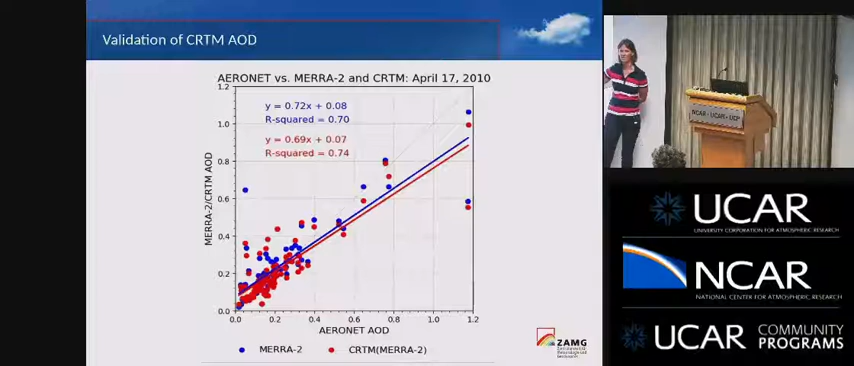 Validation of CRTM AOD
AERONET vs. MERRA-2 and CRTM: April 17, 2010
y = 0.72x + 0.08
R-squared = 0.70
y = 0.69x + 0.07
R-squared = 0.74
MERRA-2/CRTM AOD
1.2
1.0
0.8
0.6
0.4
0.2
0.0
0.0 0.2 0.4 0.6 0.8 1.0 1.2
AERONET AOD
MERRA-2 CRTM(MERRA-2)
ZAMG
NCAR - UCAR - UCP
UCAR
UNIVERSITY CORPORATION FOR ATMOSPHERIC RESEARCH
NCAR
NATIONAL CENTER FOR ATMOSPHERIC RESEARCH
UCAR COMMUNITY
PROGRAMS